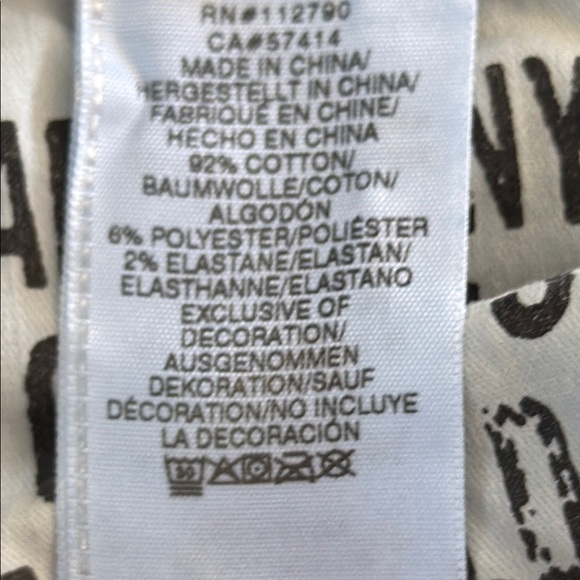 RN#112790
CA#57414
MADE IN CHINA/
HERGESTELLT IN CHINA/
FABRIQUÉ EN CHINE/
HECHO EN CHINA
92% COTTON/
BAUMWOLLE/COTON/
ALGODÓN
6% POLYESTER/POLIÉSTER
2% ELASTANE/ELASTAN/
ELASTHANNE/ELASTANO
EXCLUSIVE OF
DECORATION/
AUSGENOMMEN
DEKORATION/SAUF
DÉCORATION/NO INCLUYE
LA DECORACIÓN
30
NY